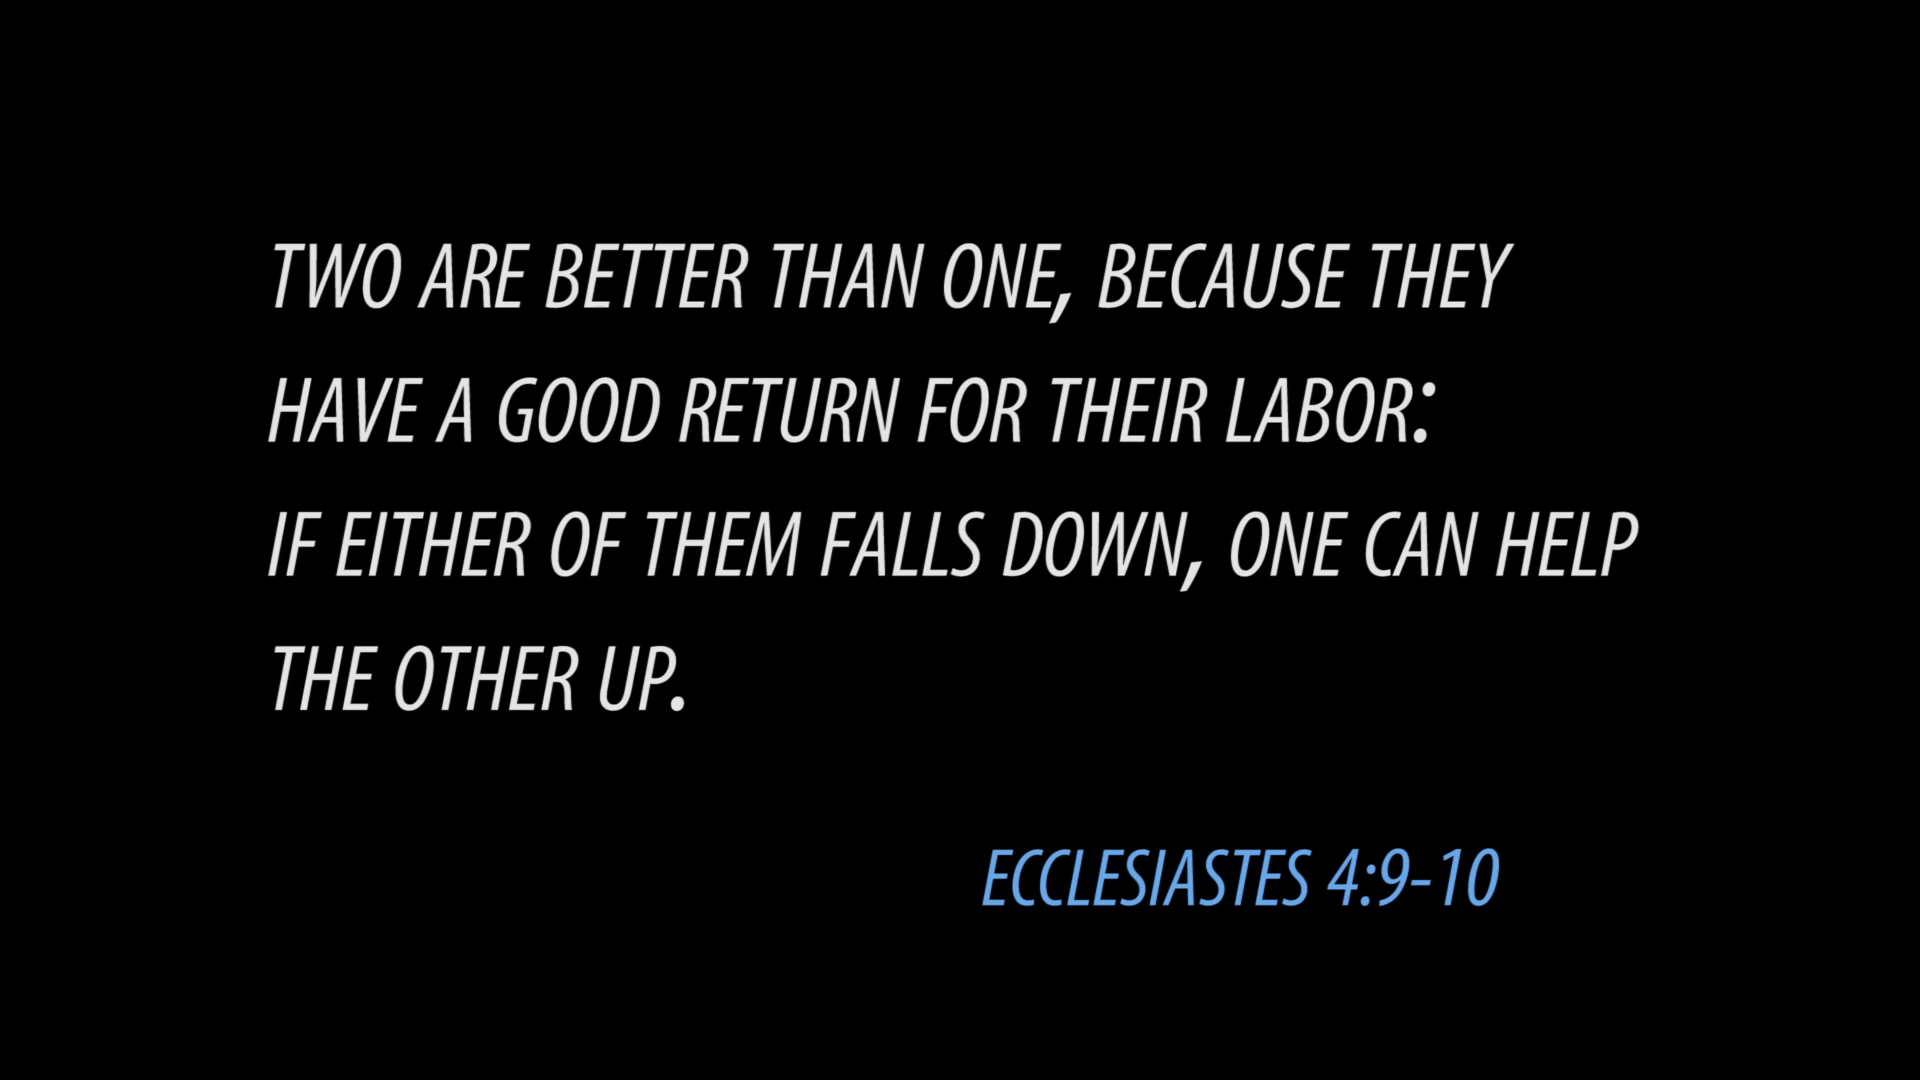 TWO ARE BETTER THAN ONE, BECAUSE THEY
HAVE A GOOD RETURN FOR THEIR LABOR:
IF EITHER OF THEM FALLS DOWN, ONE CAN HELP
THE OTHER UP.
ECCLESIASTES 4:9-10